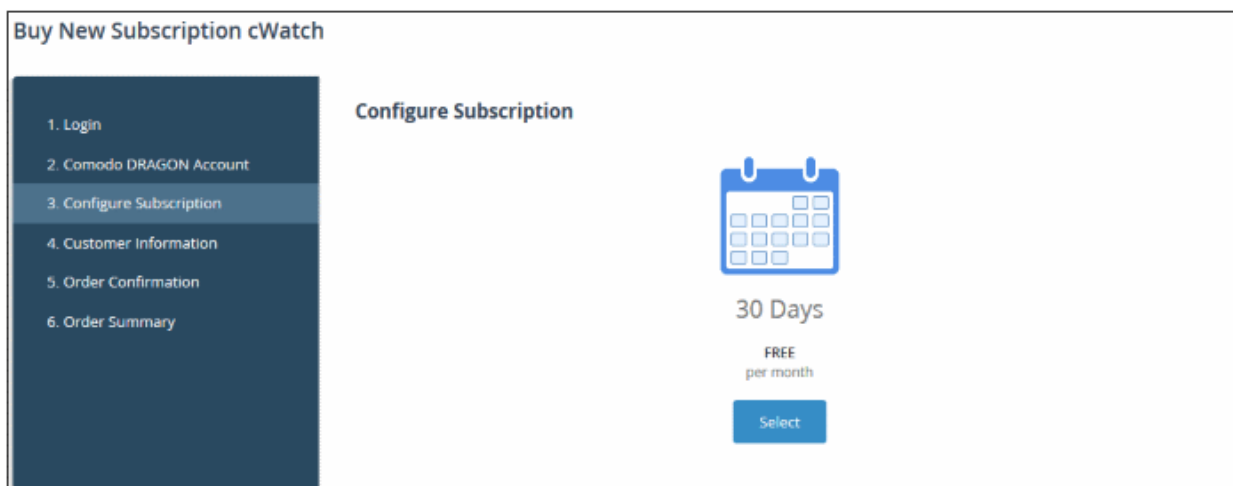 Buy New Subscription cWatch
1. Login
2. Comodo DRAGON Account
3. Configure Subscription
4. Customer Information
5. Order Confirmation
6. Order Summary
Configure Subscription
30 Days
FREE
per month
Select